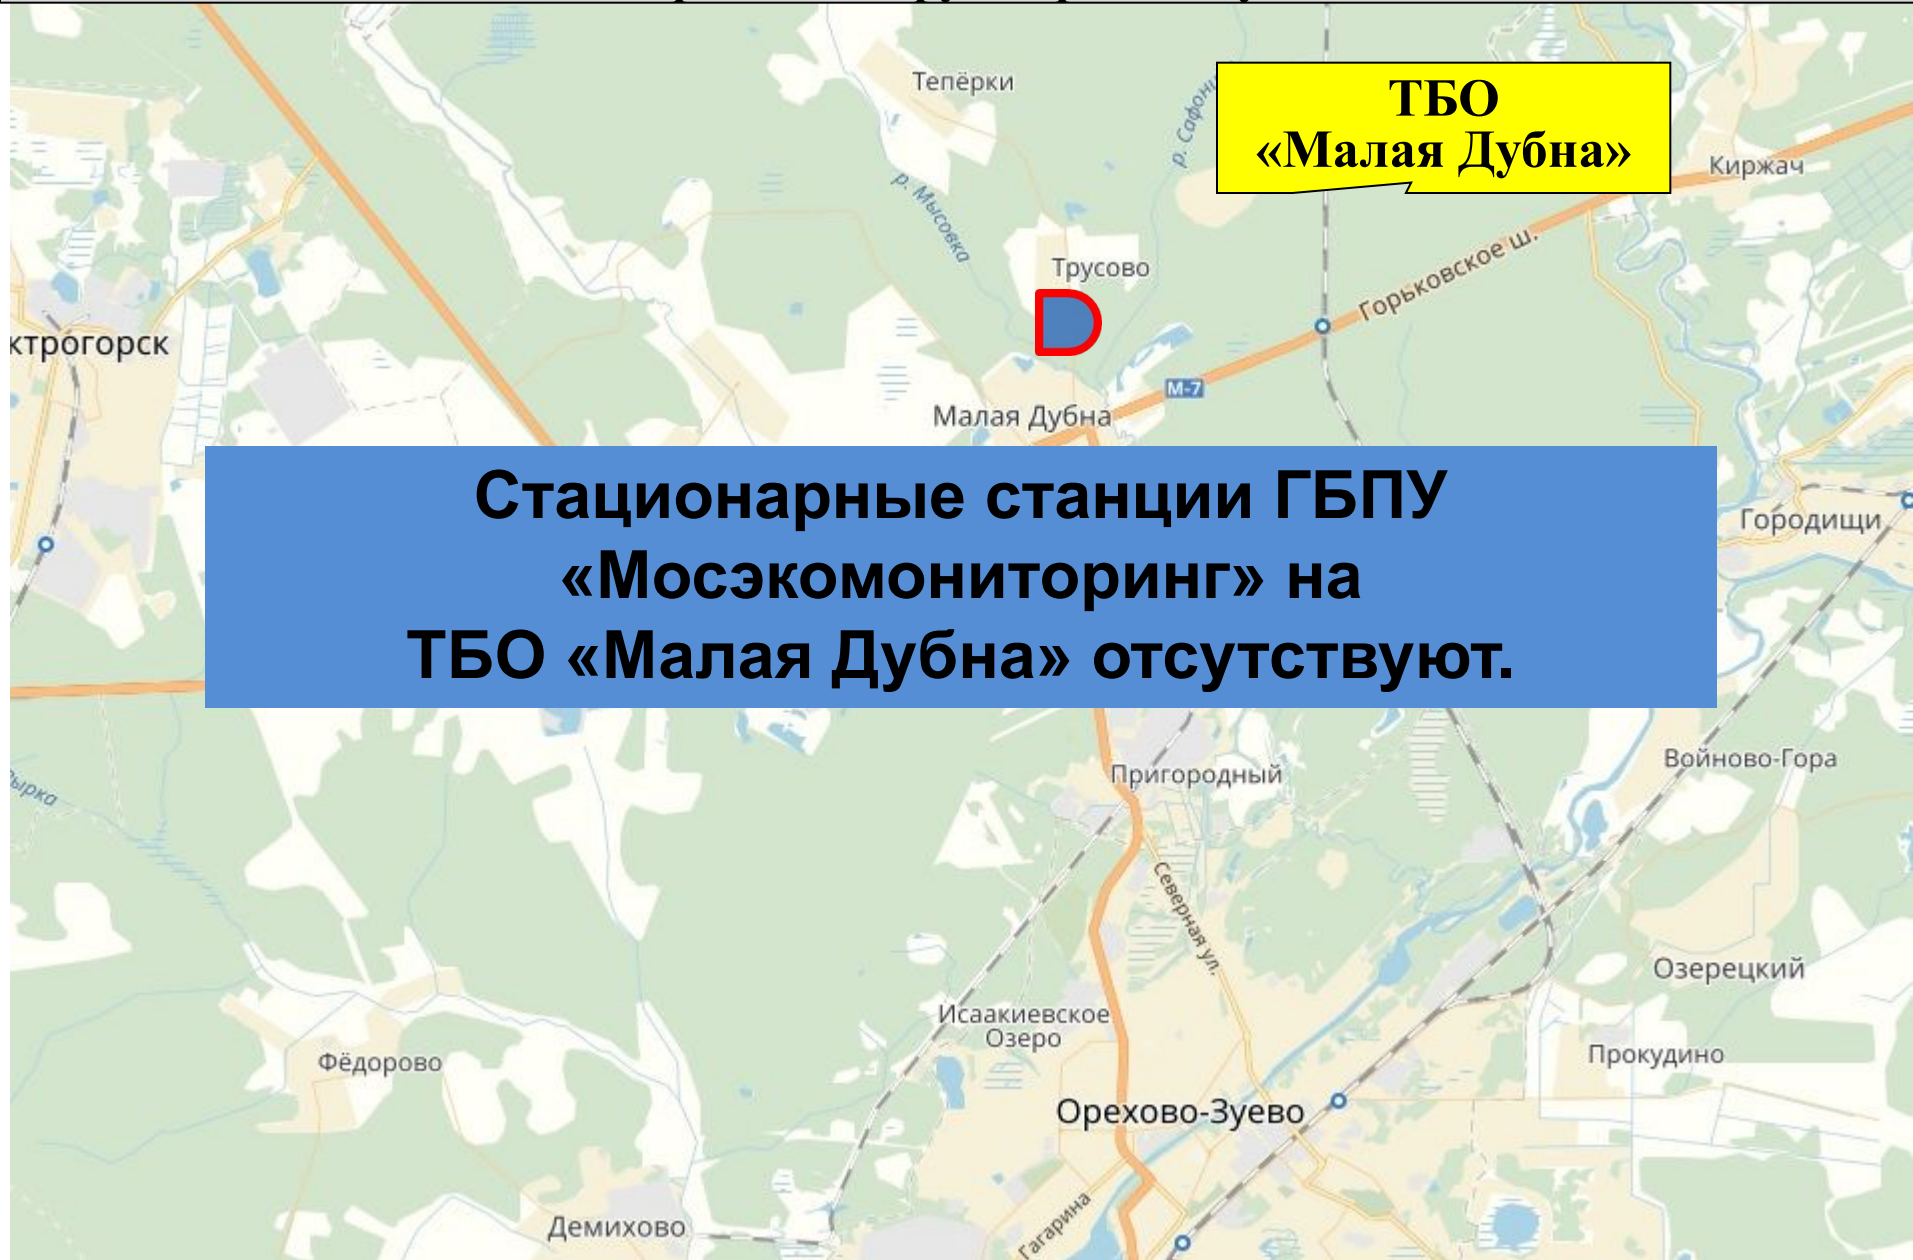 Тепёрки
ТБО
«Малая Дубна»
Киржач
р. Мысовка
Трусово
Горьковское ш.
ктрогорск
М-7
Малая Дубна
Стационарные станции ГБПУ
«Мосэкомониторинг» на
ТБО «Малая Дубна» отсутствуют.
Городищи
Войново-Гора
Пригородный
Северная ул.
Озерецкий
Исаакиевское
Озеро
Прокудино
Фёдорово
Орехово-Зуево
Демихово
Гагарина